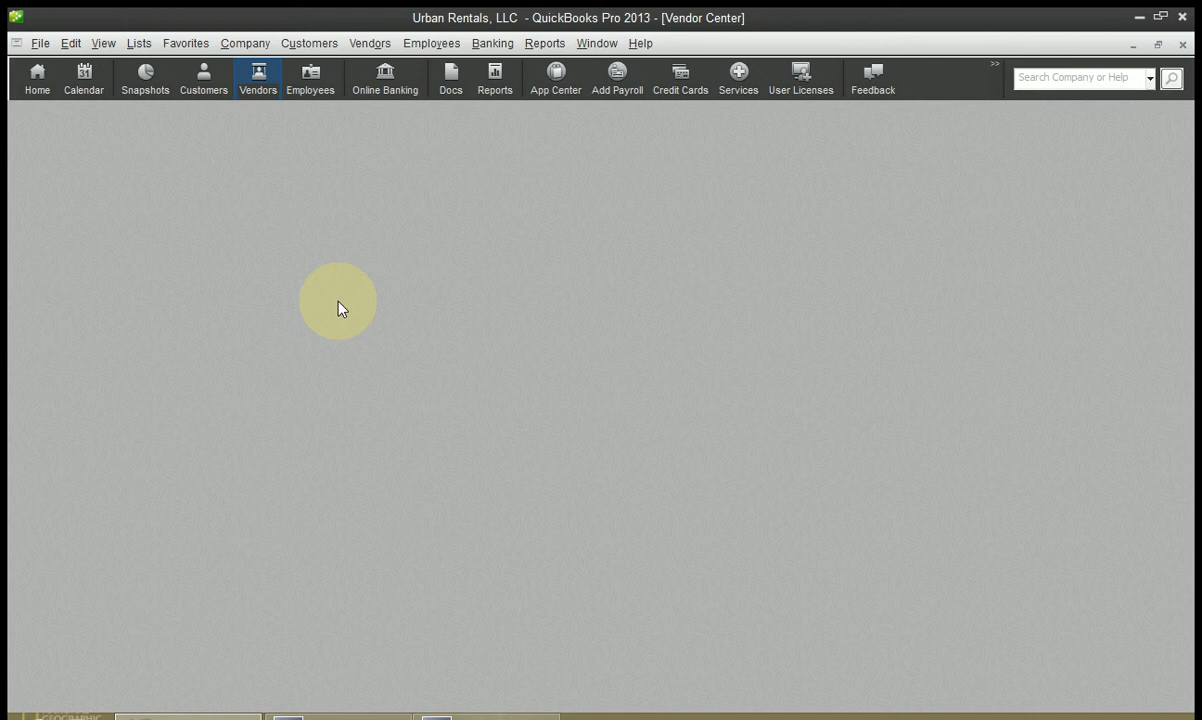 Urban Rentals, LLC - QuickBooks Pro 2013 - [Vendor Center]
File Edit View Lists Favorites Company Customers Vendors Employees Banking Reports Window Help
31
Home Calendar Snapshots Customers Vendors Employees Online Banking Docs Reports App Center Add Payroll Credit Cards Services User Licenses Feedback
>>
Search Company or Help
GEOGRAPHIC